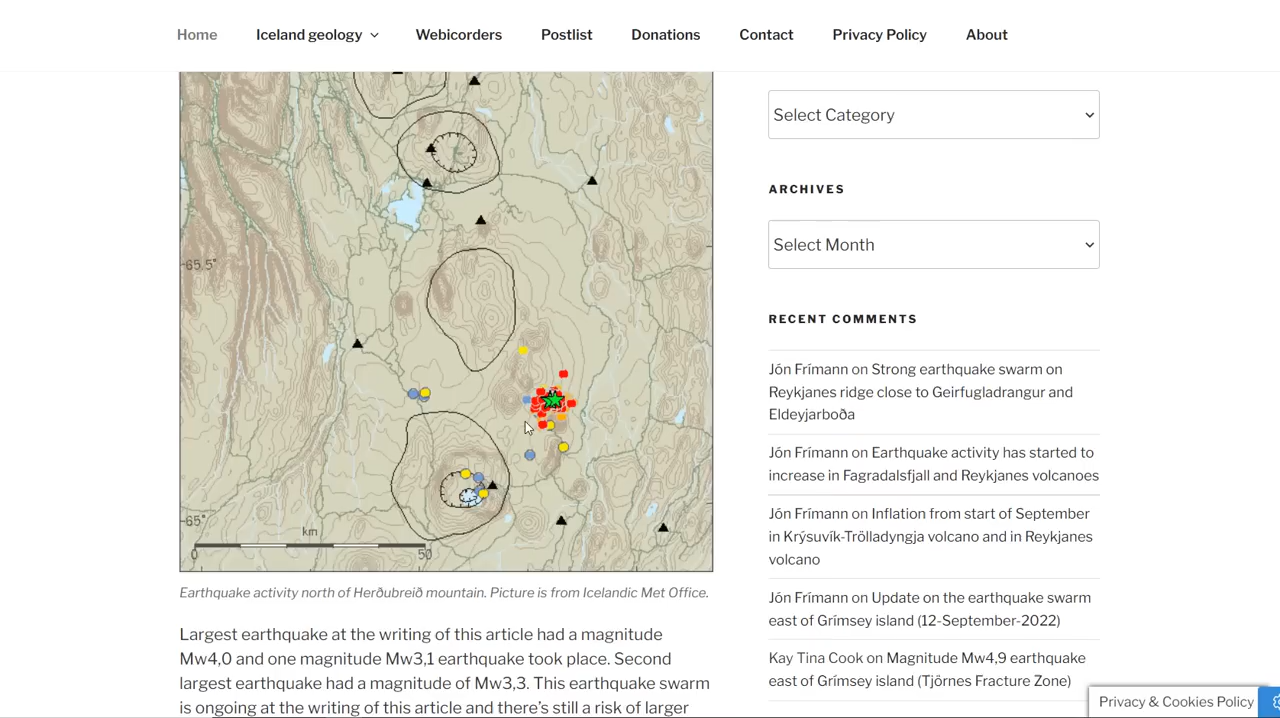 Home Iceland geology Webicorders Postlist Donations Contact Privacy Policy About
65.5°
65°
km
0 50
Earthquake activity north of Herðubreið mountain. Picture is from Icelandic Met Office.
Largest earthquake at the writing of this article had a magnitude
Mw4,0 and one magnitude Mw3,1 earthquake took place. Second
largest earthquake had a magnitude of Mw3,3. This earthquake swarm
is ongoing at the writing of this article and there's still a risk of larger
Select Category
ARCHIVES
Select Month
RECENT COMMENTS
Jón Frímann on Strong earthquake swarm on
Reykjanes ridge close to Geirfugladrangur and
Eldeyjarboða
Jón Frímann on Earthquake activity has started to
increase in Fagradalsfjall and Reykjanes volcanoes
Jón Frímann on Inflation from start of September
in Krýsuvík-Trölladyngja volcano and in Reykjanes
volcano
Jón Frímann on Update on the earthquake swarm
east of Grímsey island (12-September-2022)
Kay Tina Cook on Magnitude Mw4,9 earthquake
east of Grímsey island (Tjörnes Fracture Zone)
Privacy & Cookies Policy